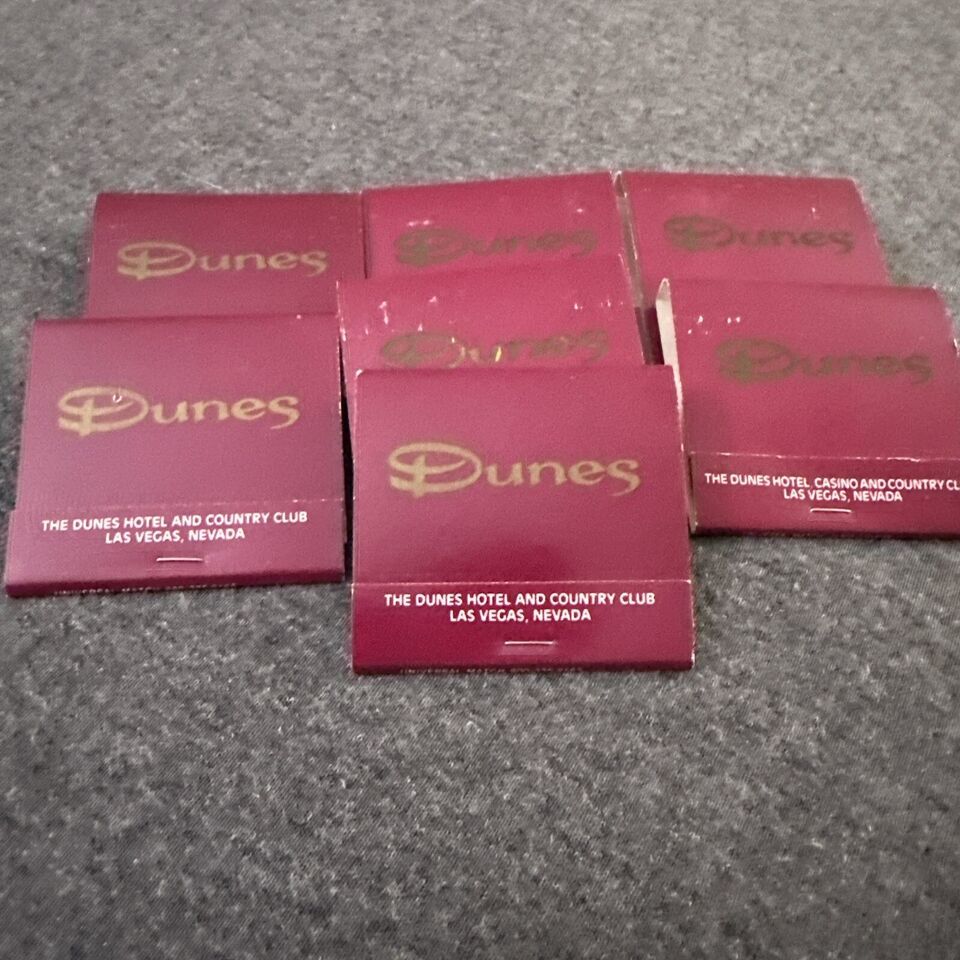 Dunes
Dunes
Dunes
Dunes
Dunes
THE DUNES HOTEL AND COUNTRY CLUB
LAS VEGAS, NEVADA
Dunes
THE DUNES HOTEL, CASINO AND COUNTRY CL
LAS VEGAS, NEVADA
Dunes
THE DUNES HOTEL AND COUNTRY CLUB
LAS VEGAS, NEVADA